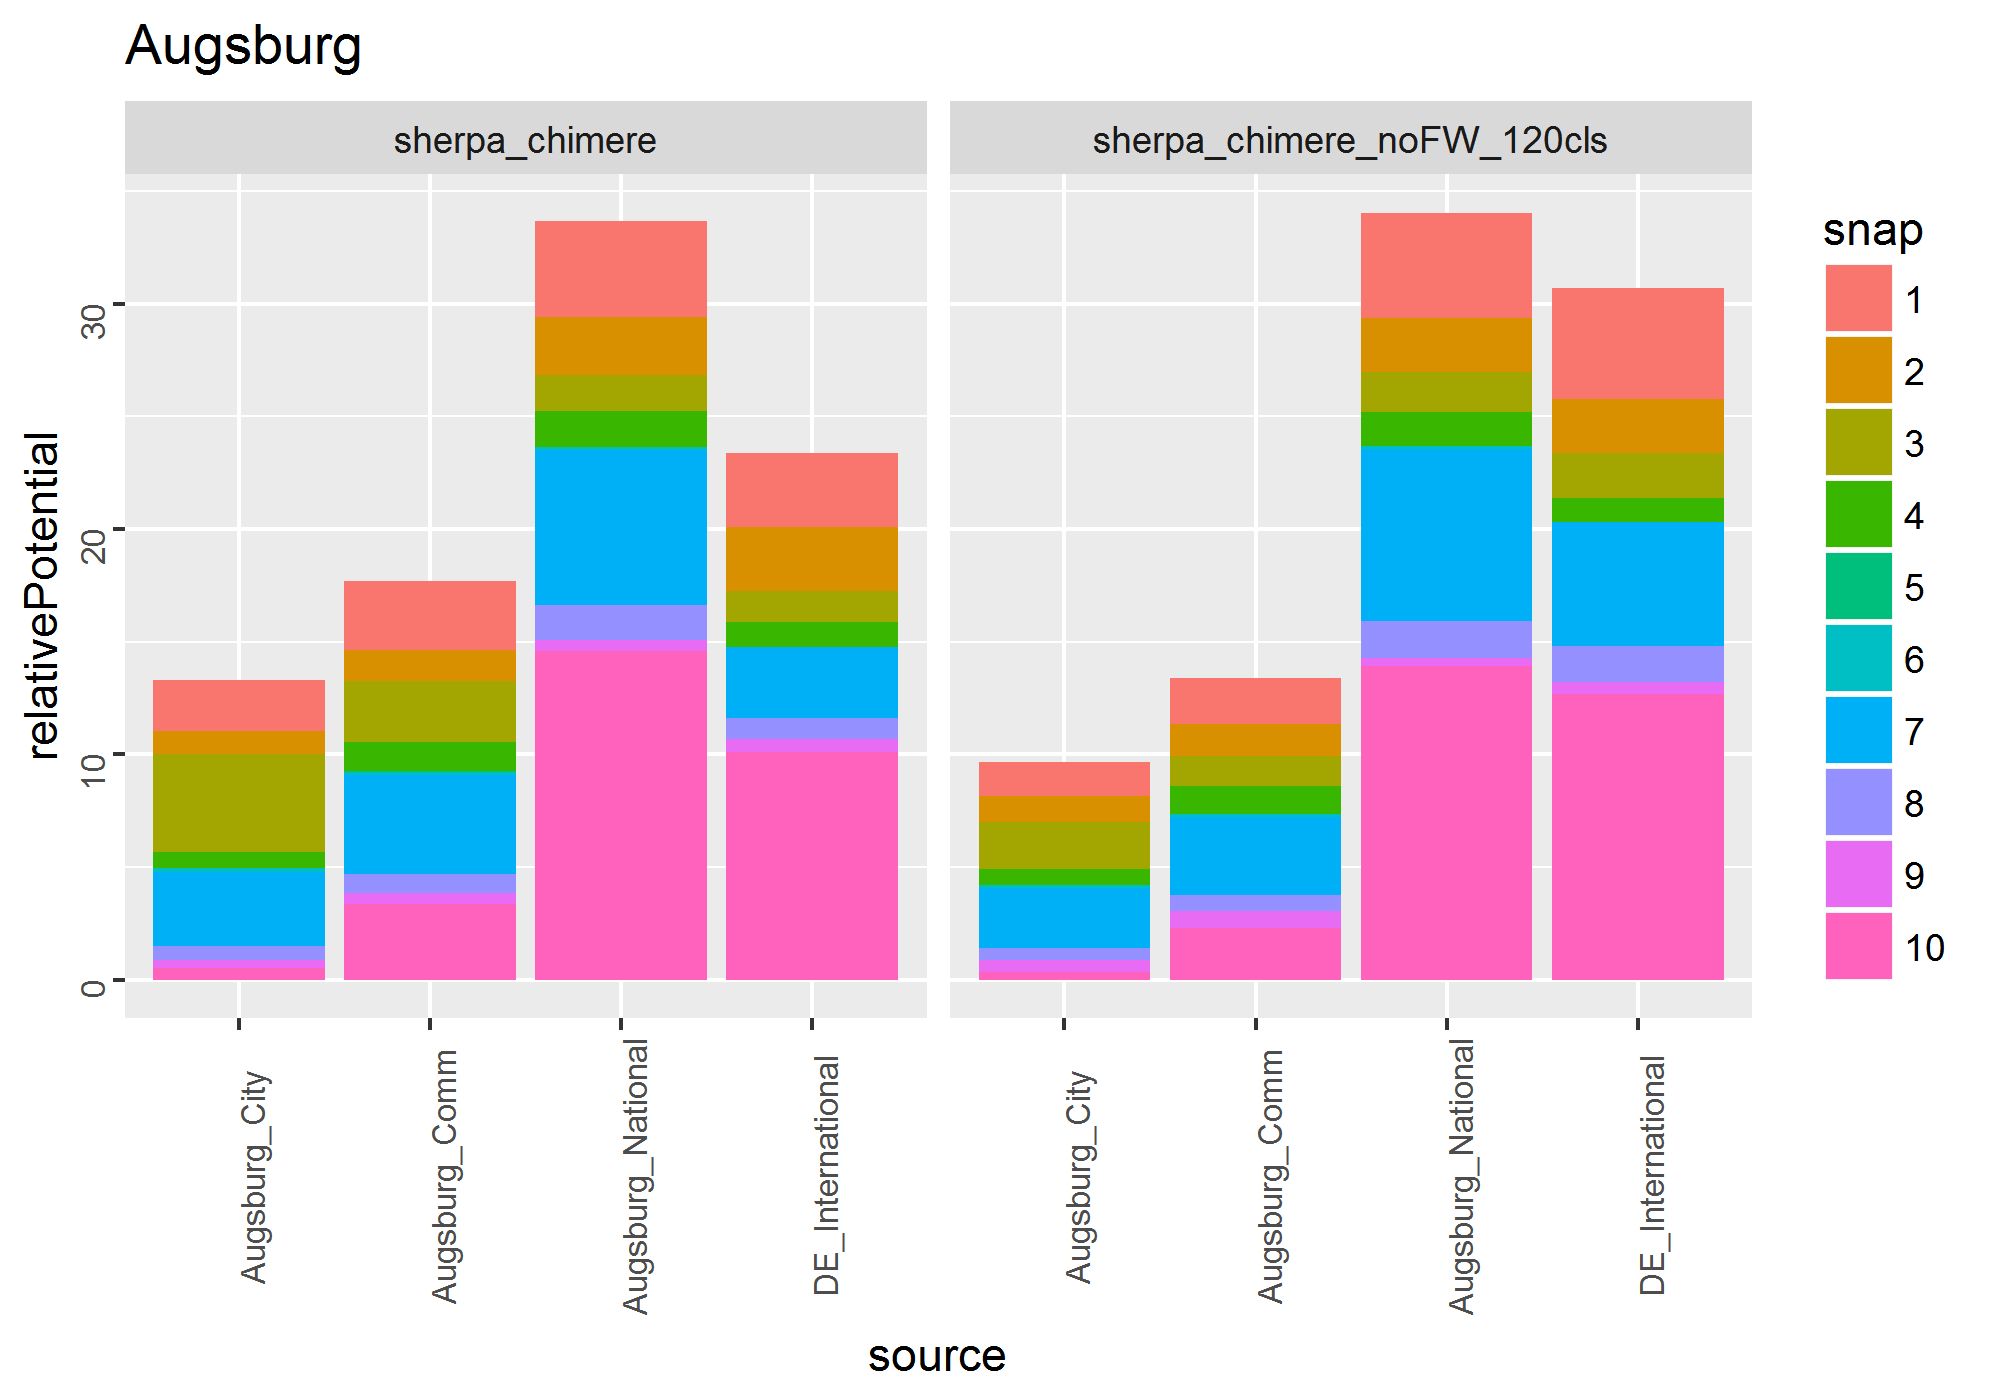 Augsburg
sherpa_chimere
sherpa_chimere_noFW_120cls
relativePotential
30
20
10
0
Augsburg_City
Augsburg_Comm
Augsburg_National
DE_International
Augsburg_City
Augsburg_Comm
Augsburg_National
DE_International
source
snap
1
2
3
4
5
6
7
8
9
10